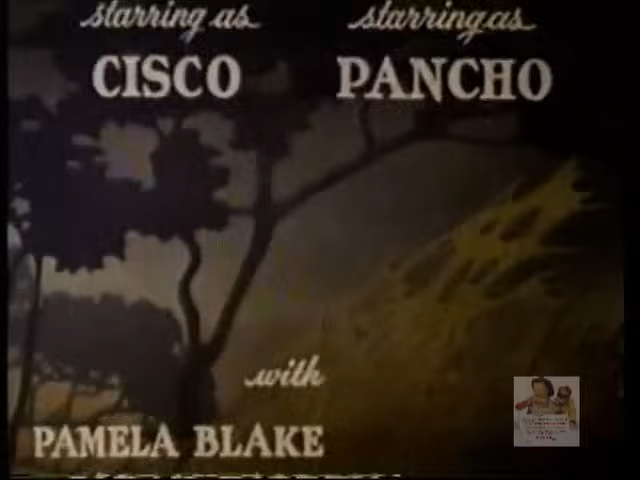 starring as starring as
CISCO PANCHO
with
PAMELA BLAKE